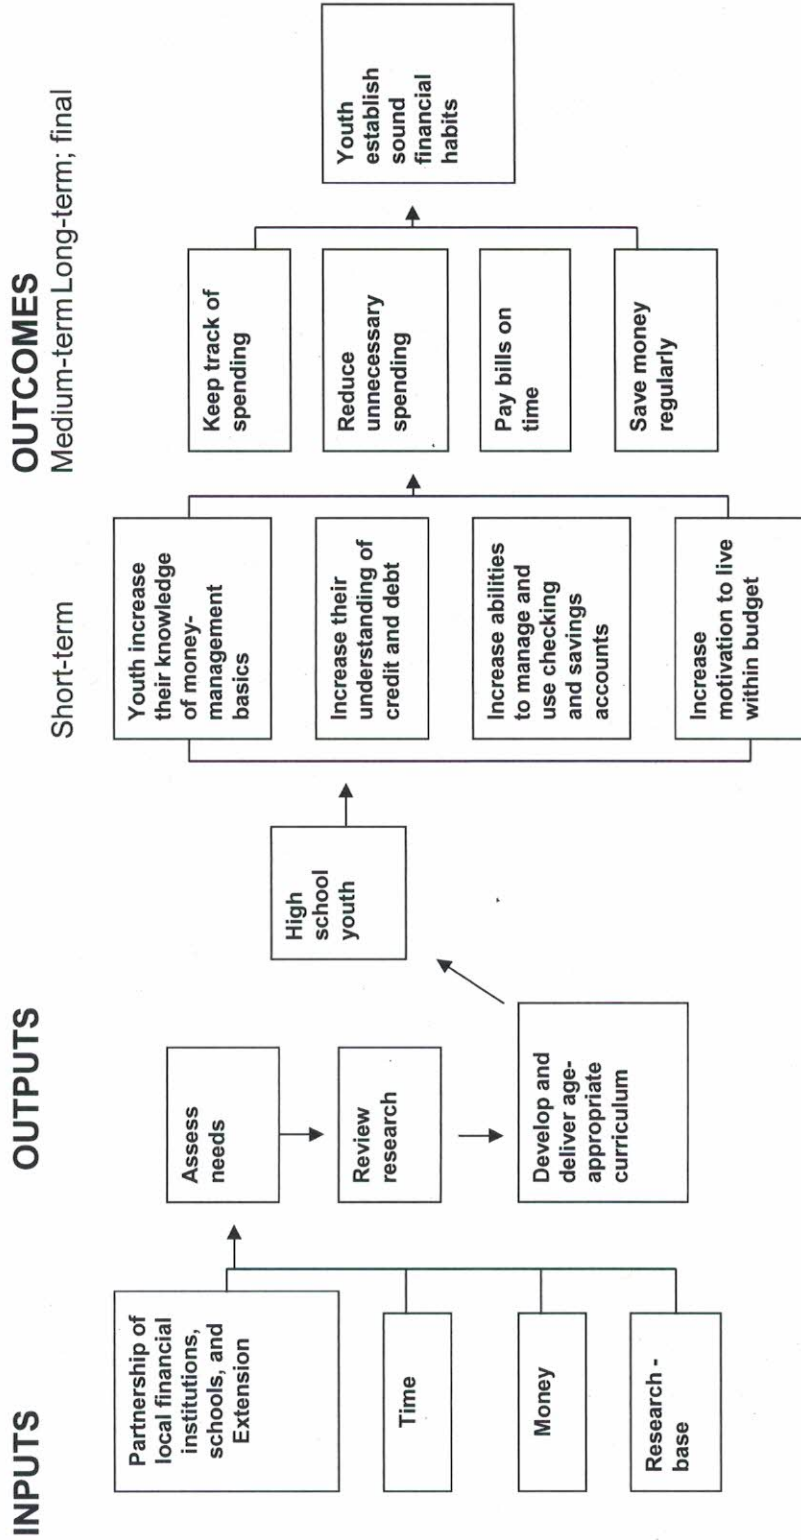 INPUTS
OUTPUTS
OUTCOMES
Short-term
Medium-term Long-term; final
Partnership of
local financial
institutions,
schools, and
Extension
Time
Money
Research -
base
Assess
needs
Review
research
Develop and
deliver age-
appropriate
curriculum
High
school
youth
Youth increase
their knowledge
of money-
management
basics
Increase their
understanding of
credit and debt
Increase abilities
to manage and
use checking
and savings
accounts
Increase
motivation to live
within budget
Keep track of
spending
Reduce
unnecessary
spending
Pay bills on
time
Save money
regularly
Youth
establish
sound
financial
habits